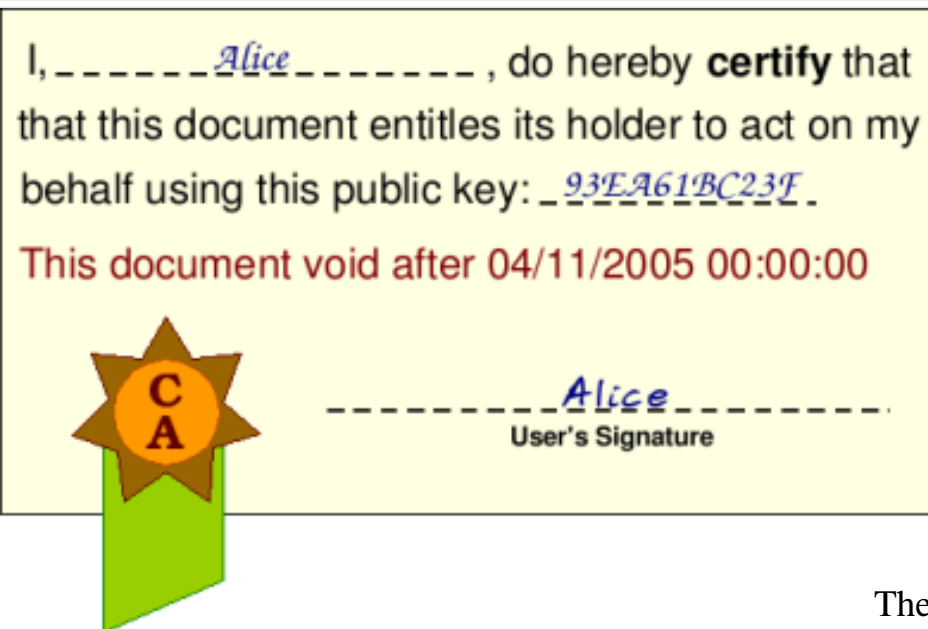 I, Alice, do hereby certify that
that this document entitles its holder to act on my
behalf using this public key: 93EA61BC23F
This document void after 04/11/2005 00:00:00
C
A
Alice
User's Signature
The